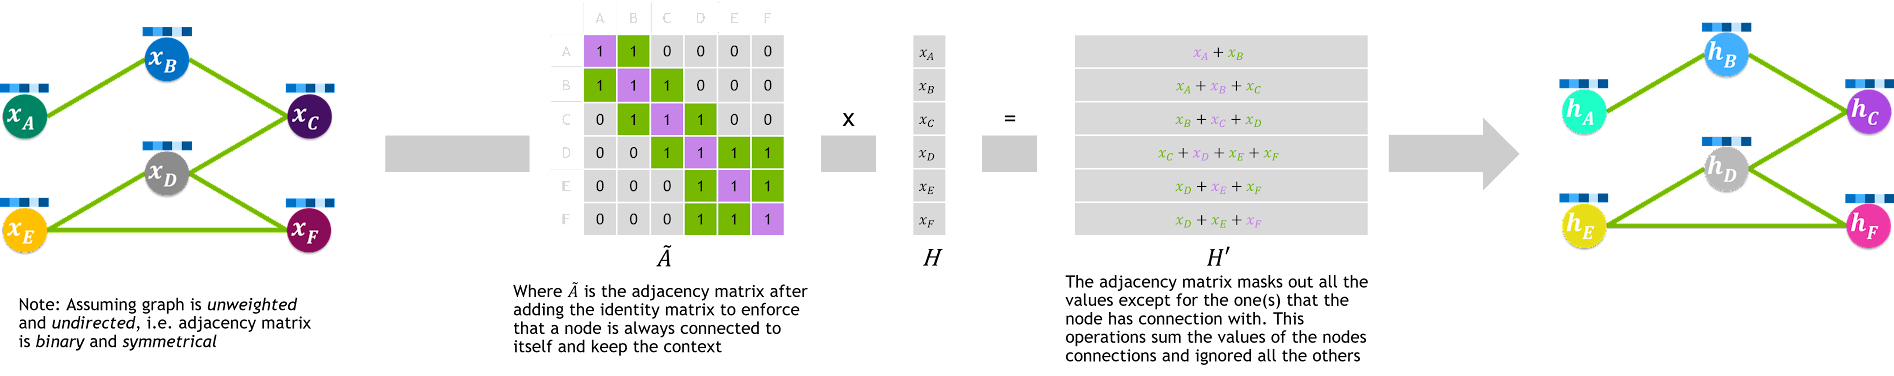 x_B
x_A
x_C
x_D
x_E
x_F
Note: Assuming graph is unweighted
and undirected, i.e. adjacency matrix
is binary and symmetrical
A B C D E F
A 1 1 0 0 0 0
B 1 1 1 0 0 0
C 0 1 1 1 0 0
D 0 0 1 1 1 1
E 0 0 0 1 1 1
F 0 0 0 1 1 1
Ã
Where Ã is the adjacency matrix after
adding the identity matrix to enforce
that a node is always connected to
itself and keep the context
x
x_A
x_B
x_C
x_D
x_E
x_F
H
=
x_A + x_B
x_A + x_B + x_C
x_B + x_C + x_D
x_C + x_D + x_E + x_F
x_D + x_E + x_F
x_D + x_E + x_F
H′
The adjacency matrix masks out all the
values except for the one(s) that the
node has connection with. This
operations sum the values of the nodes
connections and ignored all the others
h_B
h_A
h_C
h_D
h_E
h_F